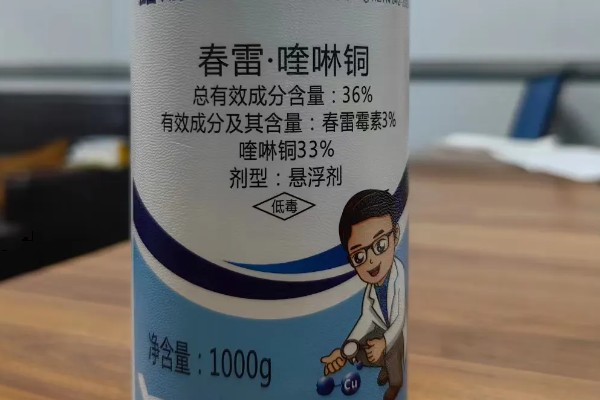 春雷·喹啉铜
总有效成分含量：36%
有效成分及其含量：春雷霉素3%
喹啉铜33%
剂型：悬浮剂
低毒
净含量：1000g
Cu